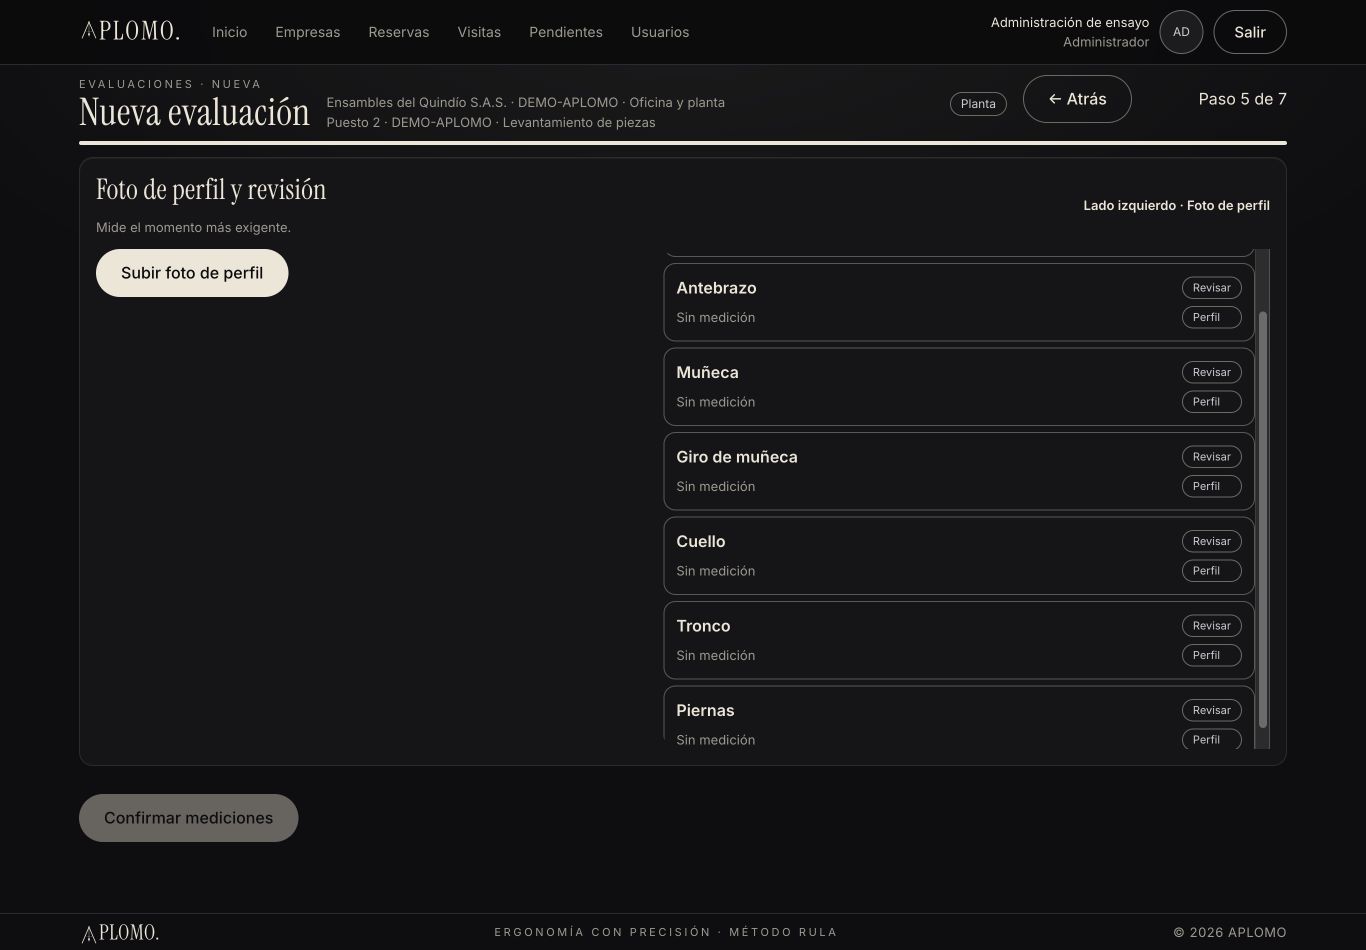 APLOMO.
Inicio Empresas Reservas Visitas Pendientes Usuarios
Administración de ensayo
Administrador
AD
Salir
EVALUACIONES · NUEVA
Nueva evaluación
Ensambles del Quindío S.A.S. · DEMO-APLOMO · Oficina y planta
Puesto 2 · DEMO-APLOMO · Levantamiento de piezas
Planta
← Atrás
Paso 5 de 7
Foto de perfil y revisión
Mide el momento más exigente.
Lado izquierdo · Foto de perfil
Subir foto de perfil
Antebrazo Revisar
Sin medición Perfil
Muñeca Revisar
Sin medición Perfil
Giro de muñeca Revisar
Sin medición Perfil
Cuello Revisar
Sin medición Perfil
Tronco Revisar
Sin medición Perfil
Piernas Revisar
Sin medición Perfil
Confirmar mediciones
APLOMO.
ERGONOMÍA CON PRECISIÓN · MÉTODO RULA
© 2026 APLOMO